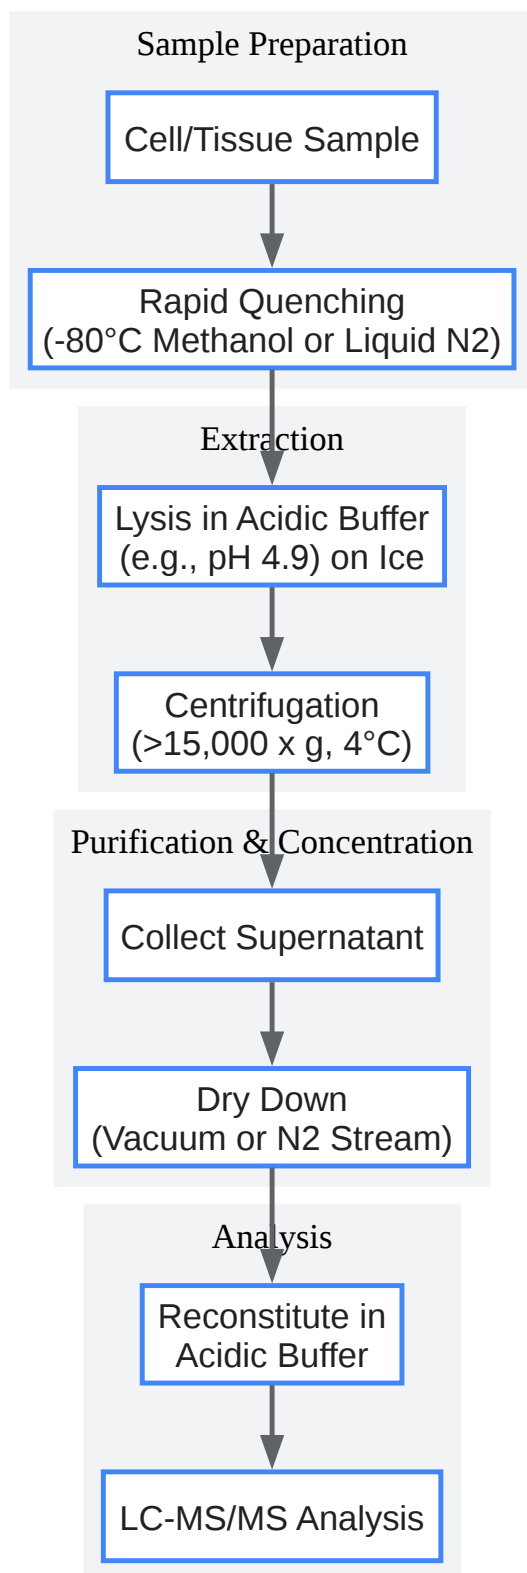 Sample Preparation
Cell/Tissue Sample
Rapid Quenching
(-80°C Methanol or Liquid N2)
Extraction
Lysis in Acidic Buffer
(e.g., pH 4.9) on Ice
Centrifugation
(>15,000 x g, 4°C)
Purification & Concentration
Collect Supernatant
Dry Down
(Vacuum or N2 Stream)
Analysis
Reconstitute in
Acidic Buffer
LC-MS/MS Analysis